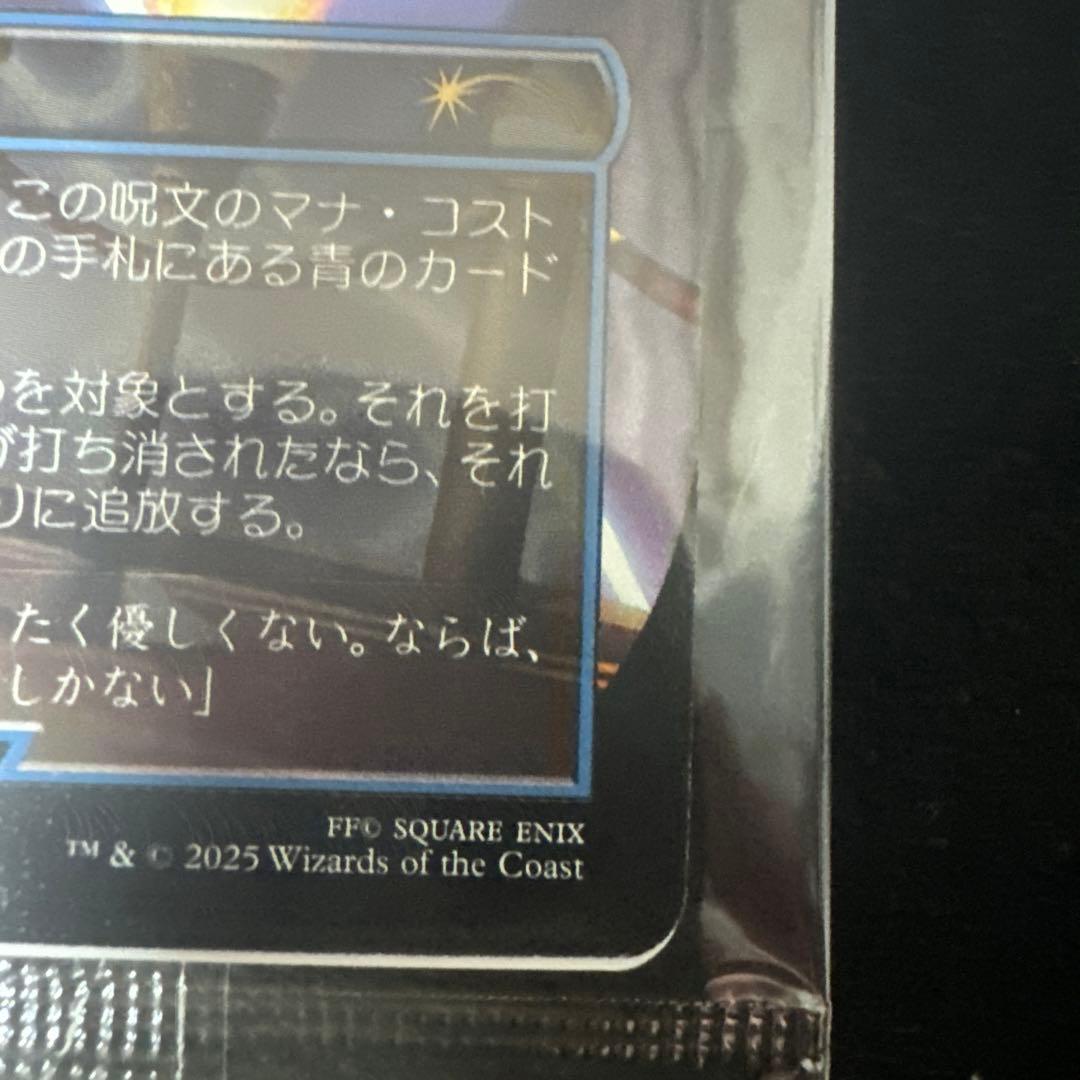 この呪文のマナ・コスト
の手札にある青のカード
を対象とする。それを打
が打ち消されたなら、それ
りに追放する。
たく優しくない。ならば、
しかない」
FF© SQUARE ENIX
™ & © 2025 Wizards of the Coast